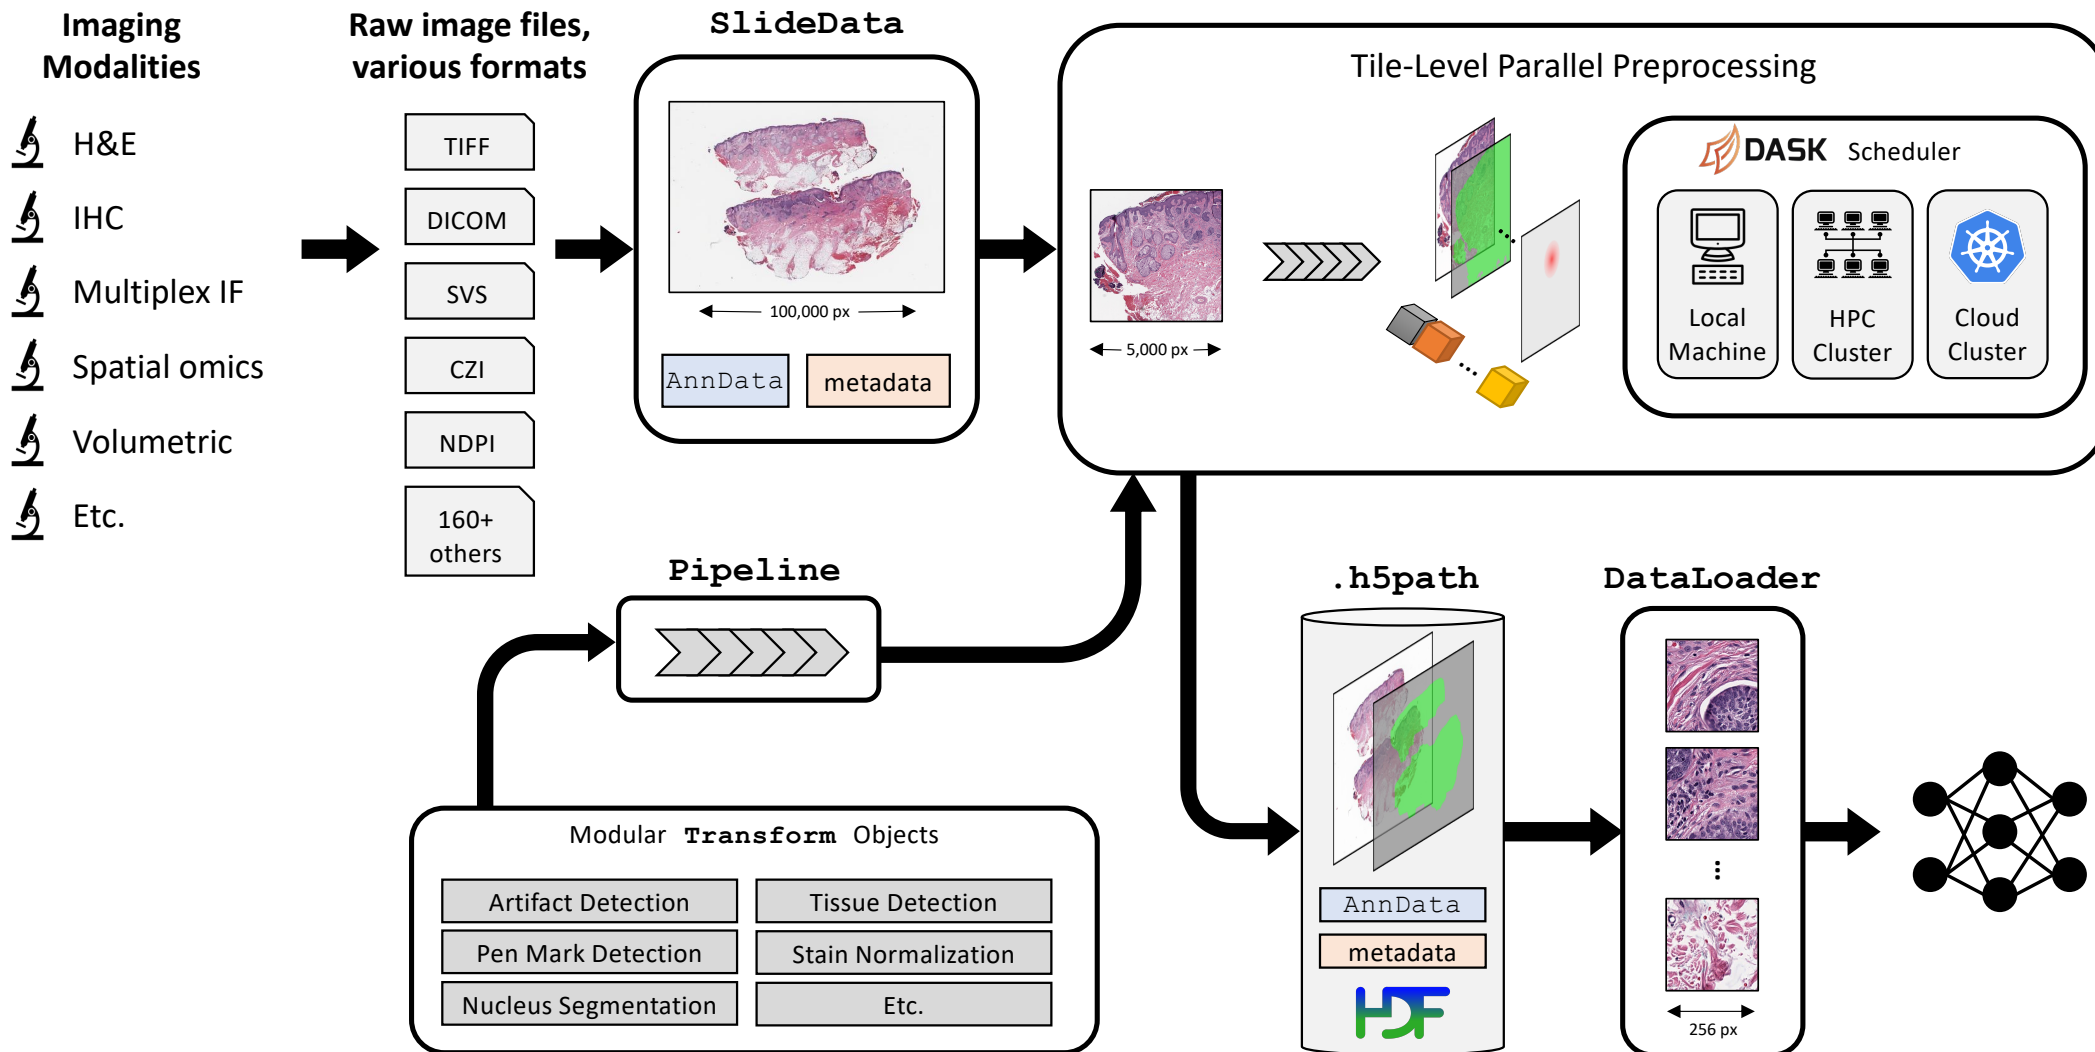 Imaging
Modalities
H&E
IHC
Multiplex IF
Spatial omics
Volumetric
Etc.
Raw image files,
various formats
TIFF
DICOM
SVS
CZI
NDPI
160+
others
SlideData
100,000 px
AnnData
metadata
Tile-Level Parallel Preprocessing
5,000 px
DASK Scheduler
Local
Machine
HPC
Cluster
Cloud
Cluster
Pipeline
Modular Transform Objects
Artifact Detection
Tissue Detection
Pen Mark Detection
Stain Normalization
Nucleus Segmentation
Etc.
.h5path
AnnData
metadata
HDF
DataLoader
256 px